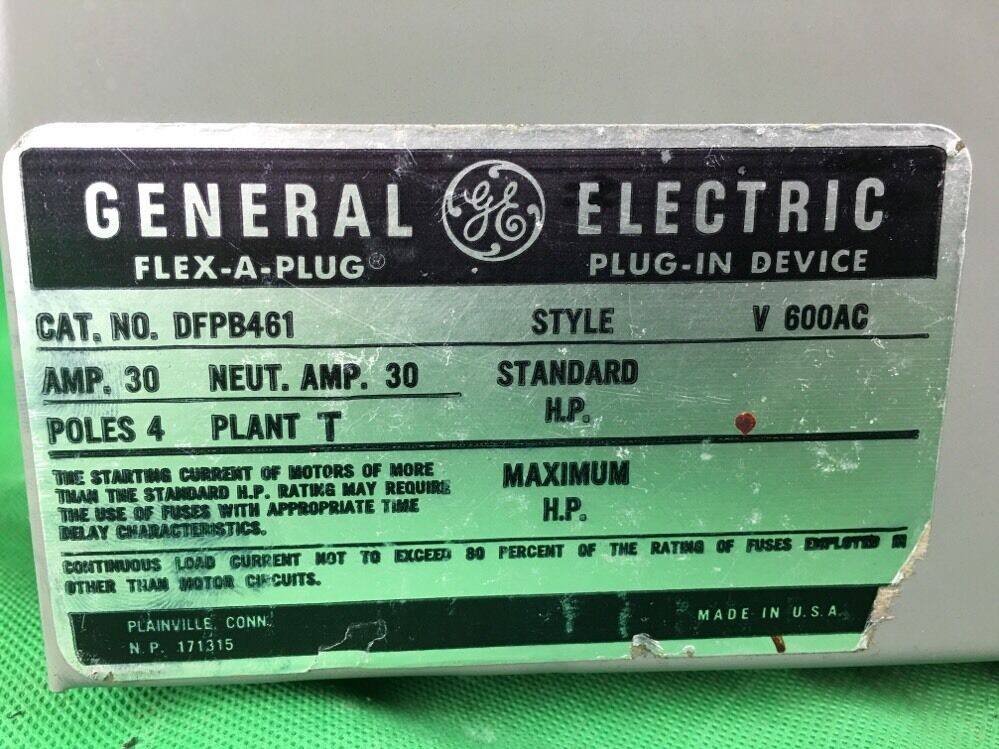 GENERAL GE ELECTRIC
FLEX-A-PLUG® PLUG-IN DEVICE
CAT. NO. DFPB461 STYLE V 600AC
AMP. 30 NEUT. AMP. 30 STANDARD H.P.
POLES 4 PLANT T
THE STARTING CURRENT OF MOTORS OF MORE
THAN THE STANDARD H.P. RATING MAY REQUIRE
THE USE OF FUSES WITH APPROPRIATE TIME
DELAY CHARACTERISTICS.
MAXIMUM
H.P.
CONTINUOUS LOAD CURRENT NOT TO EXCEED 80 PERCENT OF THE RATING OF FUSES EMPLOYED IN
OTHER THAN MOTOR CIRCUITS.
PLAINVILLE, CONN.
N.P. 171315
MADE IN U.S.A.